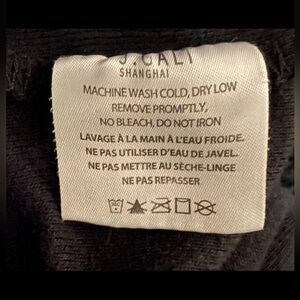 J.CALI
SHANGHAI
MACHINE WASH COLD, DRY LOW
REMOVE PROMPTLY,
NO BLEACH, DO NOT IRON
LAVAGE À LA MAIN À L'EAU FROIDE.
NE PAS UTILISER D'EAU DE JAVEL.
NE PAS METTRE AU SÈCHE-LINGE
NE PAS REPASSER